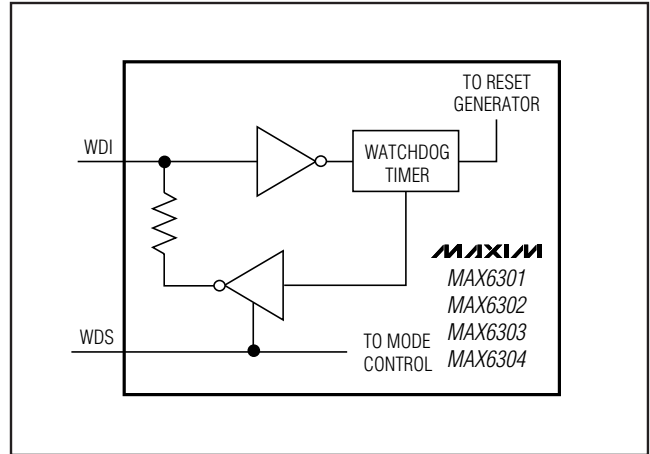 TO RESET
GENERATOR
WDI
WATCHDOG
TIMER
MAXIM
MAX6301
MAX6302
MAX6303
MAX6304
WDS
TO MODE
CONTROL